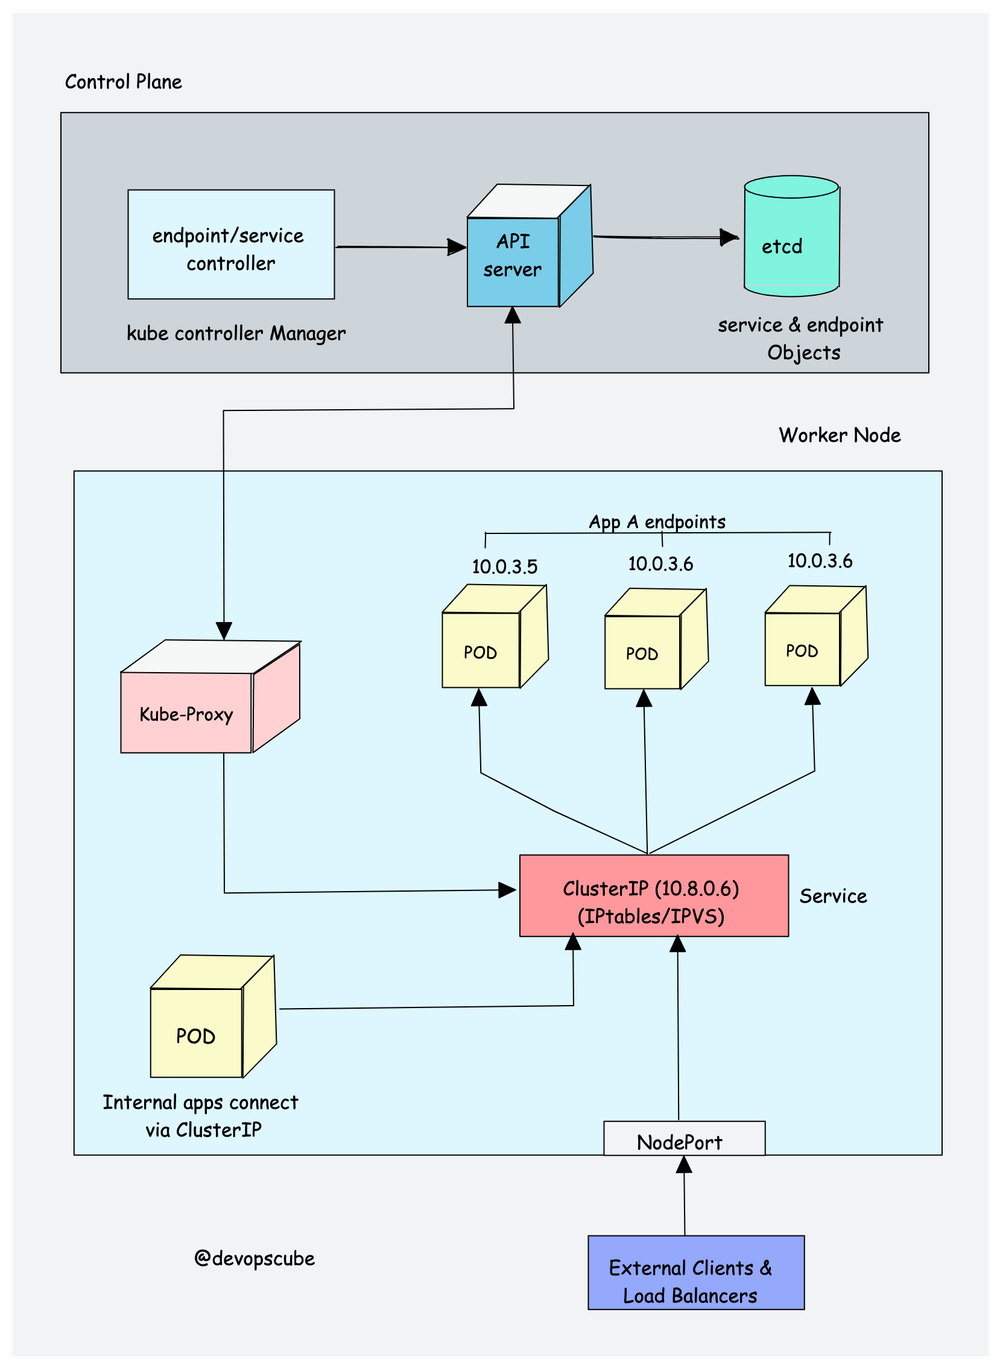 Control Plane
endpoint/service
controller
API
server
etcd
kube controller Manager
service & endpoint
Objects
Worker Node
App A endpoints
10.0.3.5
10.0.3.6
10.0.3.6
POD
POD
POD
Kube-Proxy
ClusterIP (10.8.0.6)
(IPtables/IPVS)
Service
POD
Internal apps connect
via ClusterIP
NodePort
@devopscube
External Clients &
Load Balancers